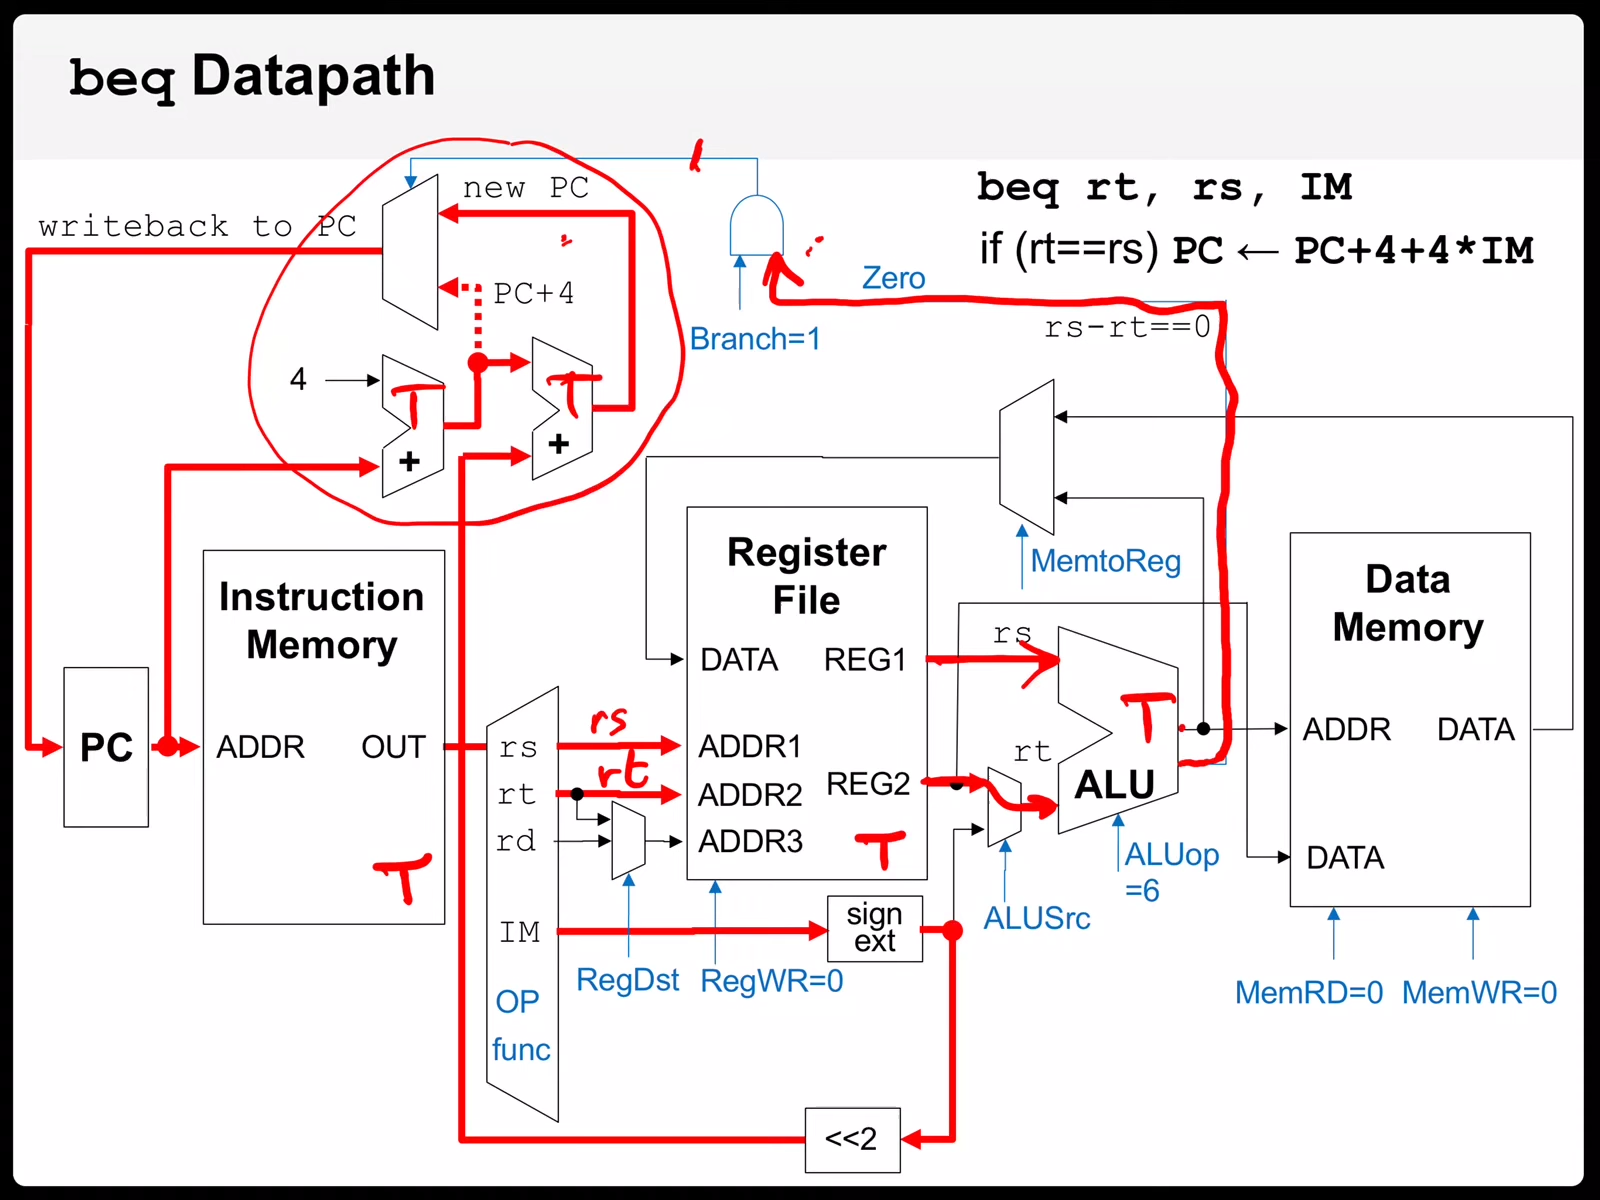 beq Datapath
new PC
writeback to PC
1
beq rt, rs, IM
if (rt==rs) PC ← PC+4+4*IM
Zero
PC+4
Branch=1
rs-rt==0
4
T
T
+
+
MemtoReg
Instruction
Memory
Register
File
Data
Memory
rs
DATA
REG1
PC
ADDR
OUT
rs
rs
ADDR1
rt
T
ADDR
DATA
rt
rt
ADDR2
REG2
ALU
rd
ADDR3
T
ALUop
=6
DATA
T
IM
sign
ext
ALUSrc
RegDst
RegWR=0
MemRD=0
MemWR=0
OP
func
<<2